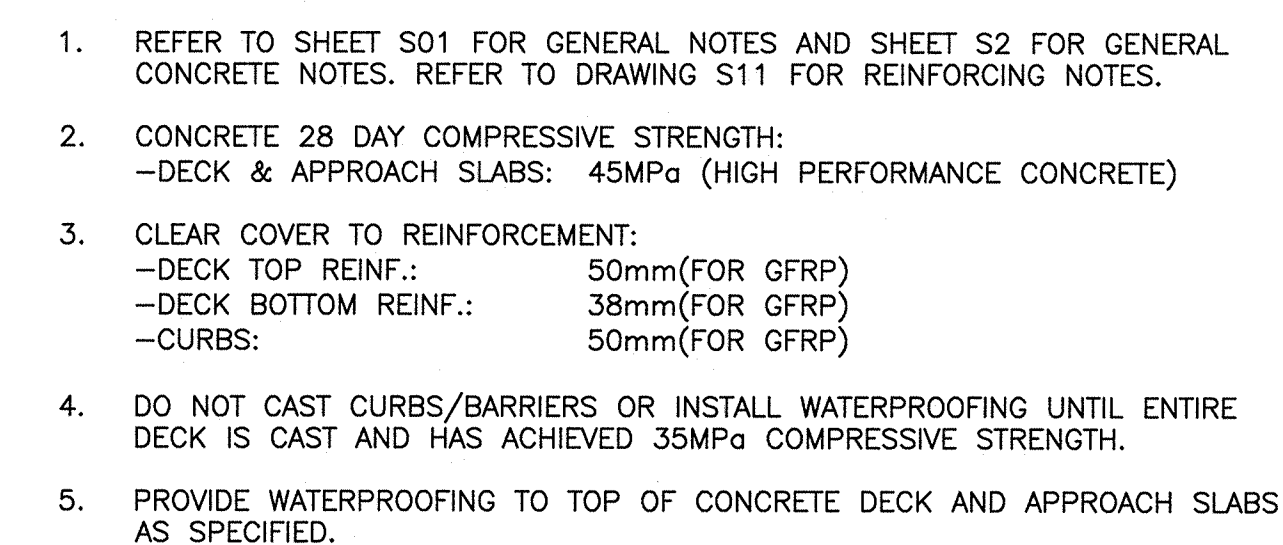 1. REFER TO SHEET S01 FOR GENERAL NOTES AND SHEET S2 FOR GENERAL
CONCRETE NOTES. REFER TO DRAWING S11 FOR REINFORCING NOTES.
2. CONCRETE 28 DAY COMPRESSIVE STRENGTH:
–DECK & APPROACH SLABS: 45MPa (HIGH PERFORMANCE CONCRETE)
3. CLEAR COVER TO REINFORCEMENT:
–DECK TOP REINF.: 50mm(FOR GFRP)
–DECK BOTTOM REINF.: 38mm(FOR GFRP)
–CURBS: 50mm(FOR GFRP)
4. DO NOT CAST CURBS/BARRIERS OR INSTALL WATERPROOFING UNTIL ENTIRE
DECK IS CAST AND HAS ACHIEVED 35MPa COMPRESSIVE STRENGTH.
5. PROVIDE WATERPROOFING TO TOP OF CONCRETE DECK AND APPROACH SLABS
AS SPECIFIED.